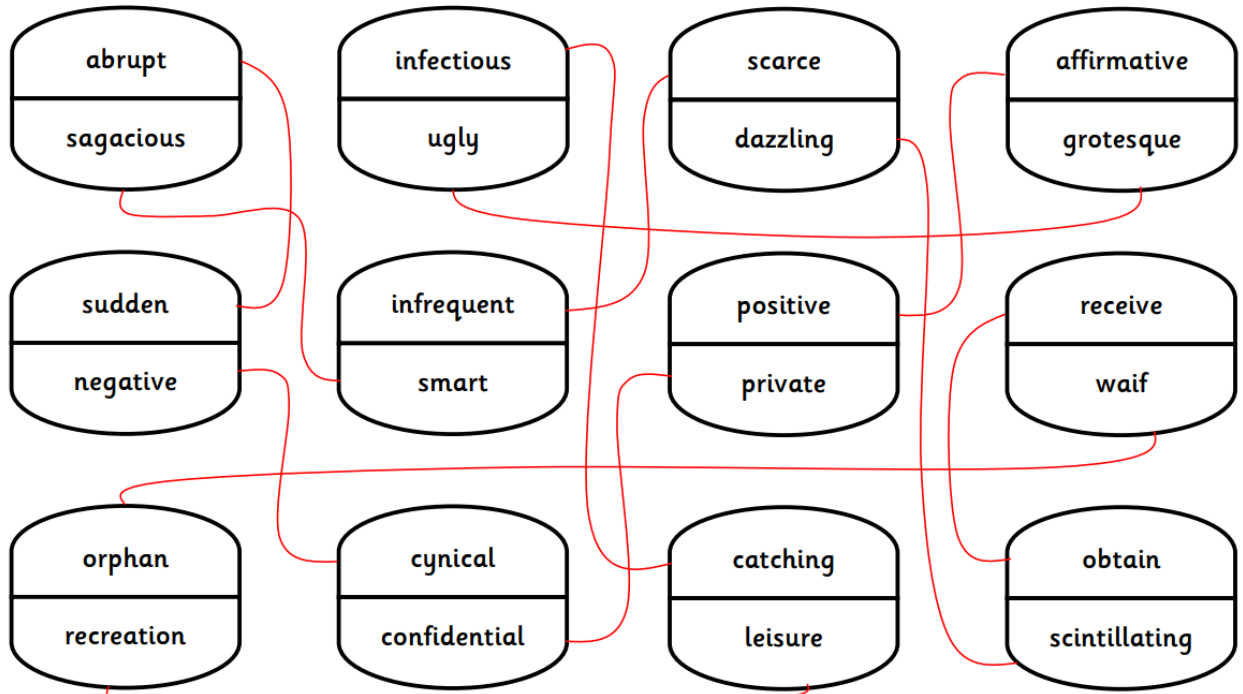 abrupt
sagacious
infectious
ugly
scarce
dazzling
affirmative
grotesque
sudden
negative
infrequent
smart
positive
private
receive
waif
orphan
recreation
cynical
confidential
catching
leisure
obtain
scintillating